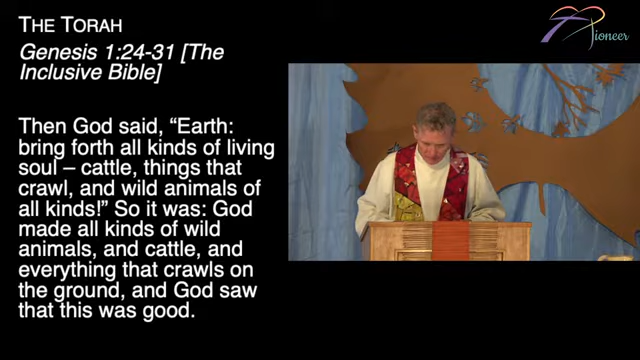 THE TORAH
Genesis 1:24-31 [The
Inclusive Bible]
Then God said, “Earth:
bring forth all kinds of living
soul – cattle, things that
crawl, and wild animals of
all kinds!” So it was: God
made all kinds of wild
animals, and cattle, and
everything that crawls on
the ground, and God saw
that this was good.
Pioneer